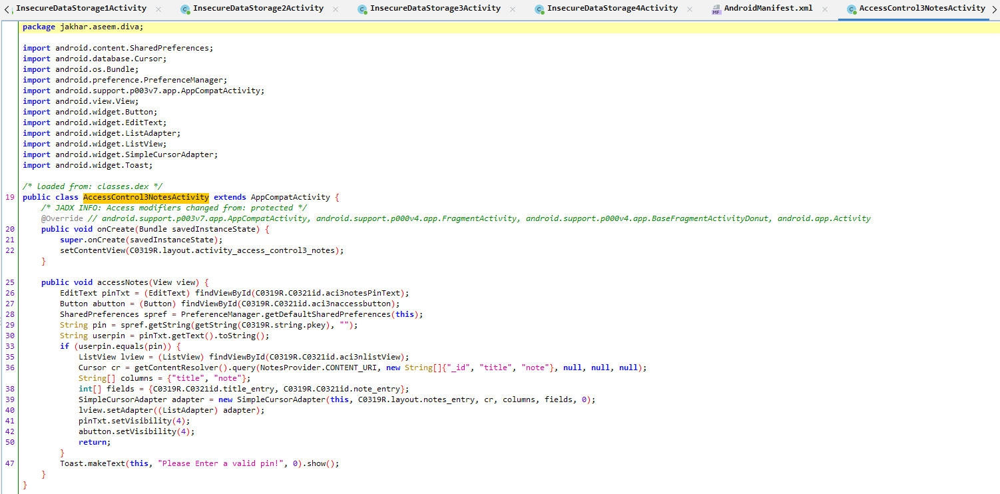 InsecureDataStorage1Activity InsecureDataStorage2Activity InsecureDataStorage3Activity InsecureDataStorage4Activity AndroidManifest.xml AccessControl3NotesActivity
package jakhar.aseem.diva;
import android.content.SharedPreferences;
import android.database.Cursor;
import android.os.Bundle;
import android.preference.PreferenceManager;
import android.support.p003v7.app.AppCompatActivity;
import android.view.View;
import android.widget.Button;
import android.widget.EditText;
import android.widget.ListAdapter;
import android.widget.ListView;
import android.widget.SimpleCursorAdapter;
import android.widget.Toast;
/* loaded from: classes.dex */
19 public class AccessControl3NotesActivity extends AppCompatActivity {
/* JADX INFO: Access modifiers changed from: protected */
@Override // android.support.p003v7.app.AppCompatActivity, android.support.p000v4.app.FragmentActivity, android.support.p000v4.app.BaseFragmentActivityDonut, android.app.Activity
20 public void onCreate(Bundle savedInstanceState) {
21 super.onCreate(savedInstanceState);
22 setContentView(C0319R.layout.activity_access_control3_notes);
}
25 public void accessNotes(View view) {
26 EditText pinTxt = (EditText) findViewById(C0319R.C0321id.aci3notesPinText);
27 Button abutton = (Button) findViewById(C0319R.C0321id.aci3naccessbutton);
28 SharedPreferences spref = PreferenceManager.getDefaultSharedPreferences(this);
29 String pin = spref.getString(getString(C0319R.string.pkey), "");
30 String userpin = pinTxt.getText().toString();
33 if (userpin.equals(pin)) {
35 ListView lview = (ListView) findViewById(C0319R.C0321id.aci3nlistView);
36 Cursor cr = getContentResolver().query(NotesProvider.CONTENT_URI, new String[]{"_id", "title", "note"}, null, null, null);
String[] columns = {"title", "note"};
38 int[] fields = {C0319R.C0321id.title_entry, C0319R.C0321id.note_entry};
39 SimpleCursorAdapter adapter = new SimpleCursorAdapter(this, C0319R.layout.notes_entry, cr, columns, fields, 0);
40 lview.setAdapter((ListAdapter) adapter);
41 pinTxt.setVisibility(4);
42 abutton.setVisibility(4);
50 return;
}
47 Toast.makeText(this, "Please Enter a valid pin!", 0).show();
}
}